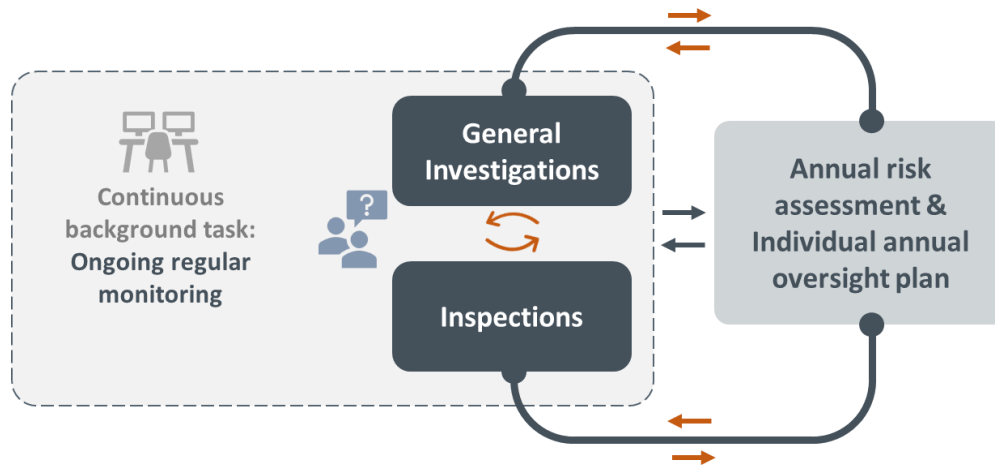 General
Investigations
Continuous
background task:
Ongoing regular
monitoring
?
Inspections
Annual risk
assessment &
Individual annual
oversight plan